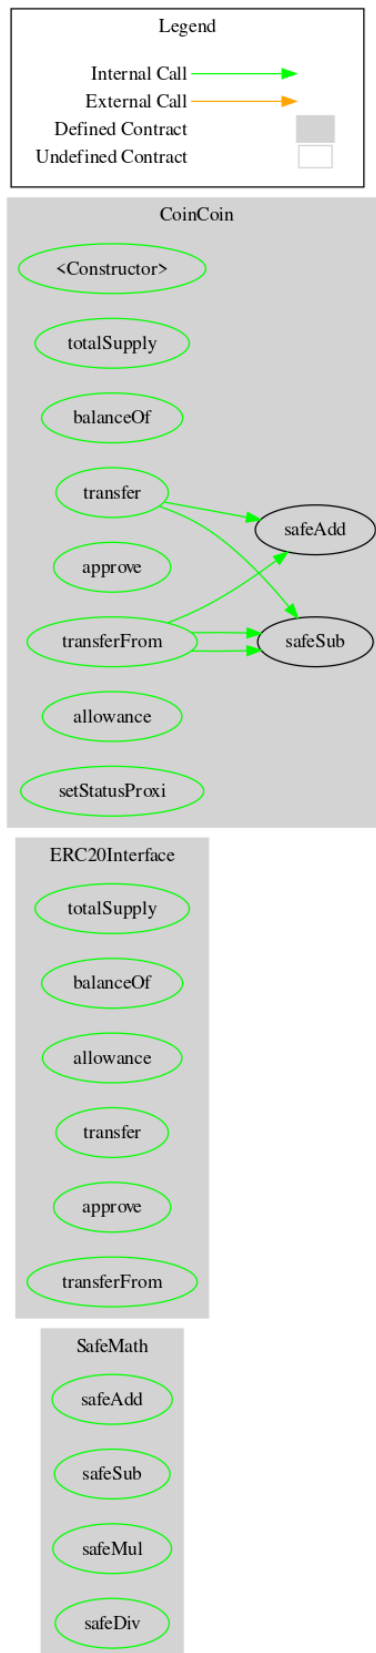 Legend
Internal Call
External Call
Defined Contract
Undefined Contract
CoinCoin
<Constructor>
totalSupply
balanceOf
transfer
safeAdd
approve
transferFrom
safeSub
allowance
setStatusProxi
ERC20Interface
totalSupply
balanceOf
allowance
transfer
approve
transferFrom
SafeMath
safeAdd
safeSub
safeMul
safeDiv